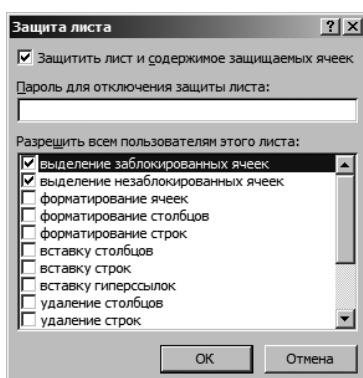 Защита листа
Защитить лист и содержимое защищаемых ячеек
Пароль для отключения защиты листа:
Разрешить всем пользователям этого листа:
выделение заблокированных ячеек
выделение незаблокированных ячеек
форматирование ячеек
форматирование столбцов
форматирование строк
вставку столбцов
вставку строк
вставку гиперссылок
удаление столбцов
удаление строк
ОК Отмена